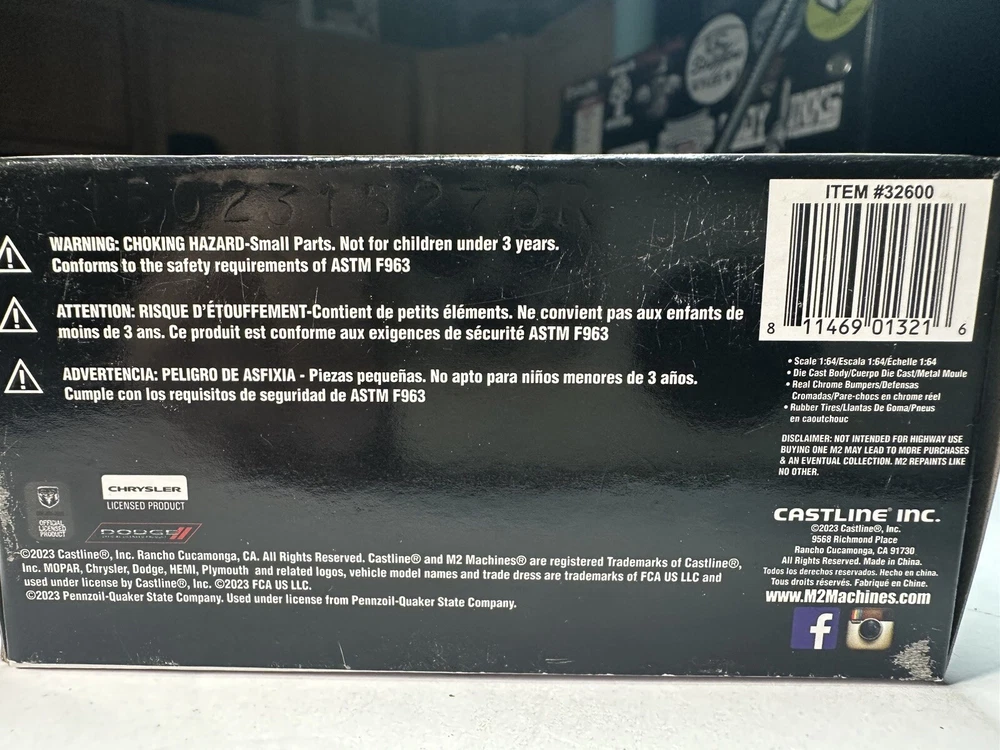 ITEM #32600
8 11469 01321 6
WARNING: CHOKING HAZARD-Small Parts. Not for children under 3 years.
Conforms to the safety requirements of ASTM F963
ATTENTION: RISQUE D'ÉTOUFFEMENT-Contient de petits éléments. Ne convient pas aux enfants de
moins de 3 ans. Ce produit est conforme aux exigences de sécurité ASTM F963
ADVERTENCIA: PELIGRO DE ASFIXIA - Piezas pequeñas. No apto para niños menores de 3 años.
Cumple con los requisitos de seguridad de ASTM F963
• Scale 1:64/Escala 1:64/Échelle 1:64
• Die Cast Body/Cuerpo Die Cast/Metal Moule
• Real Chrome Bumpers/Defensas
Cromadas/Pare-chocs en chrome réel
• Rubber Tires/Llantas De Goma/Pneus
en caoutchouc
DISCLAIMER: NOT INTENDED FOR HIGHWAY USE
BUYING ONE M2 MAY LEAD TO MORE PURCHASES
& AN EVENTUAL COLLECTION. M2 REPAINTS LIKE
NO OTHER.
OFFICIAL
LICENSED
PRODUCT
CHRYSLER
LICENSED PRODUCT
DODGE
©2023 Castline®, Inc. Rancho Cucamonga, CA. All Rights Reserved. Castline® and M2 Machines® are registered Trademarks of Castline®,
Inc. MOPAR, Chrysler, Dodge, HEMI, Plymouth and related logos, vehicle model names and trade dress are trademarks of FCA US LLC and
used under license by Castline®, Inc. ©2023 FCA US LLC.
©2023 Pennzoil-Quaker State Company. Used under license from Pennzoil-Quaker State Company.
CASTLINE® INC.
©2023 Castline®, Inc.
9568 Richmond Place
Rancho Cucamonga, CA 91730
All Rights Reserved. Made in China.
Todos los derechos reservados. Hecho en china.
Tous droits réservés. Fabriqué en Chine.
www.M2Machines.com
f